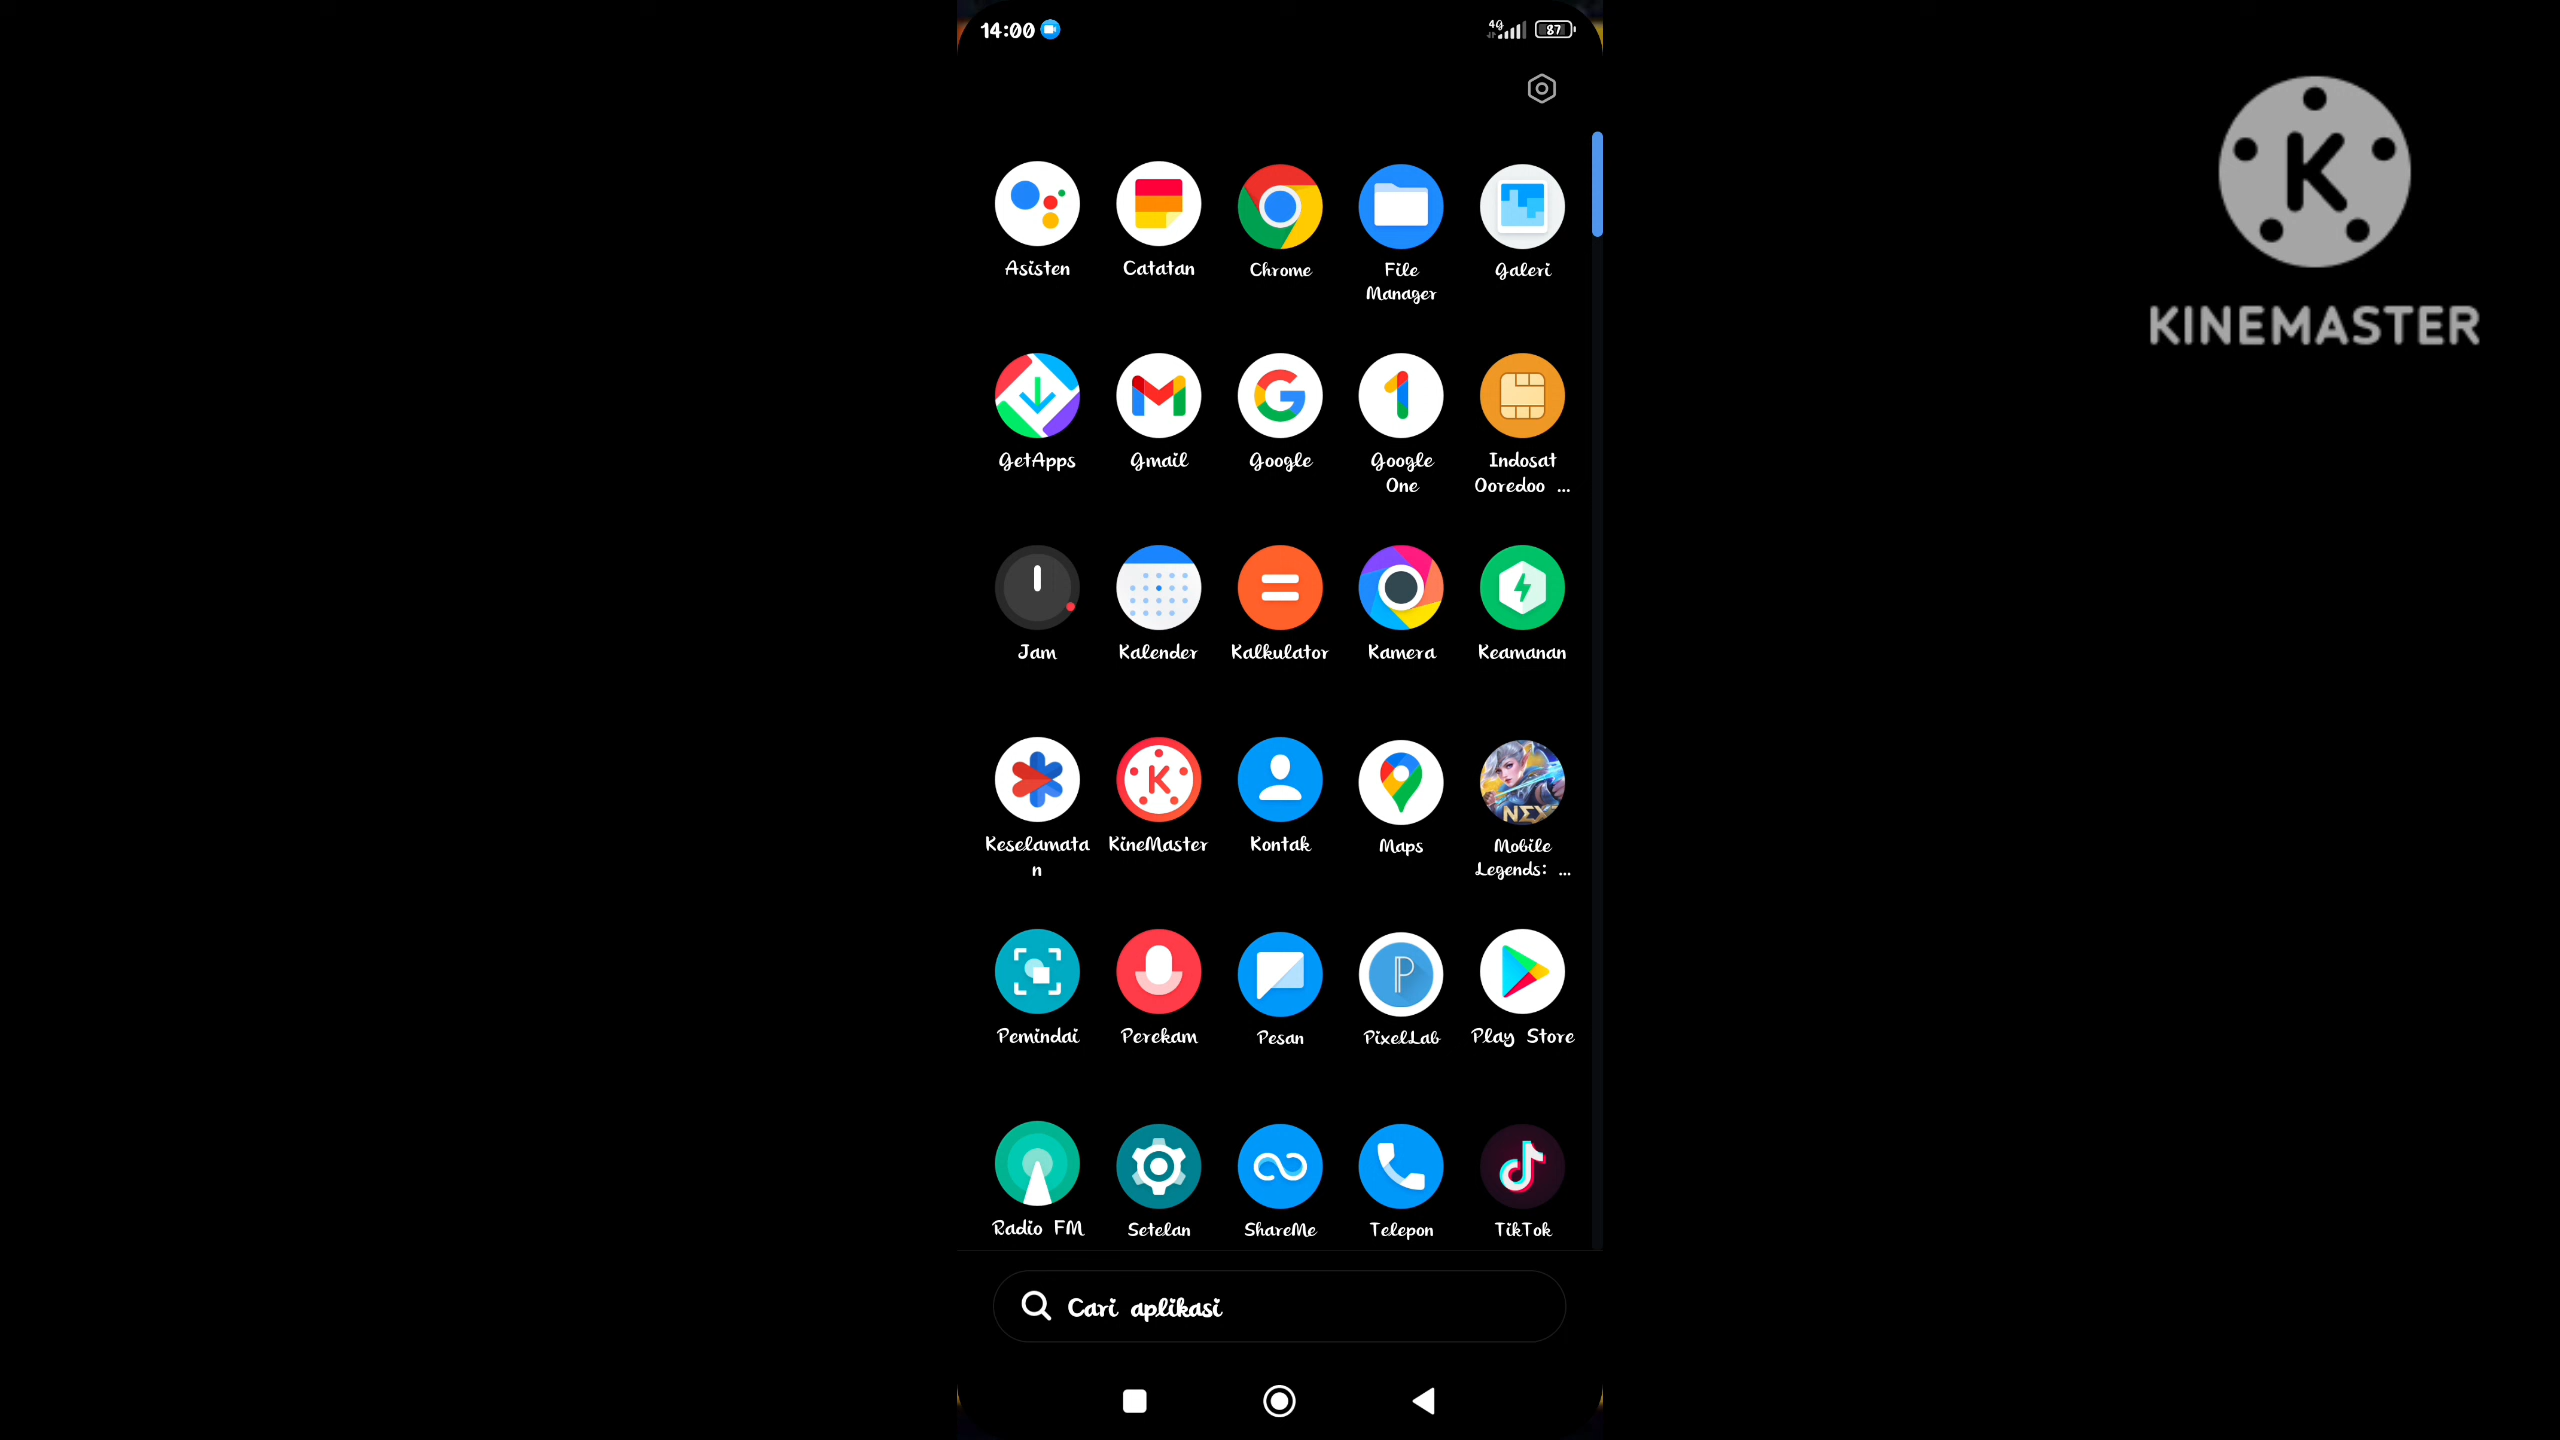 14:00
4G
87
K
KINEMASTER
Asisten
Catatan
Chrome
File
Manager
Galeri
GetApps
Gmail
Google
Google
One
Indosat
Ooredoo ...
Jam
Kalender
Kalkulator
Kamera
Keamanan
Keselamata
n
KineMaster
Kontak
Maps
Mobile
Legends: ...
Pemindai
Perekam
Pesan
PixelLab
Play Store
Radio FM
Setelan
ShareMe
Telepon
TikTok
Cari aplikasi